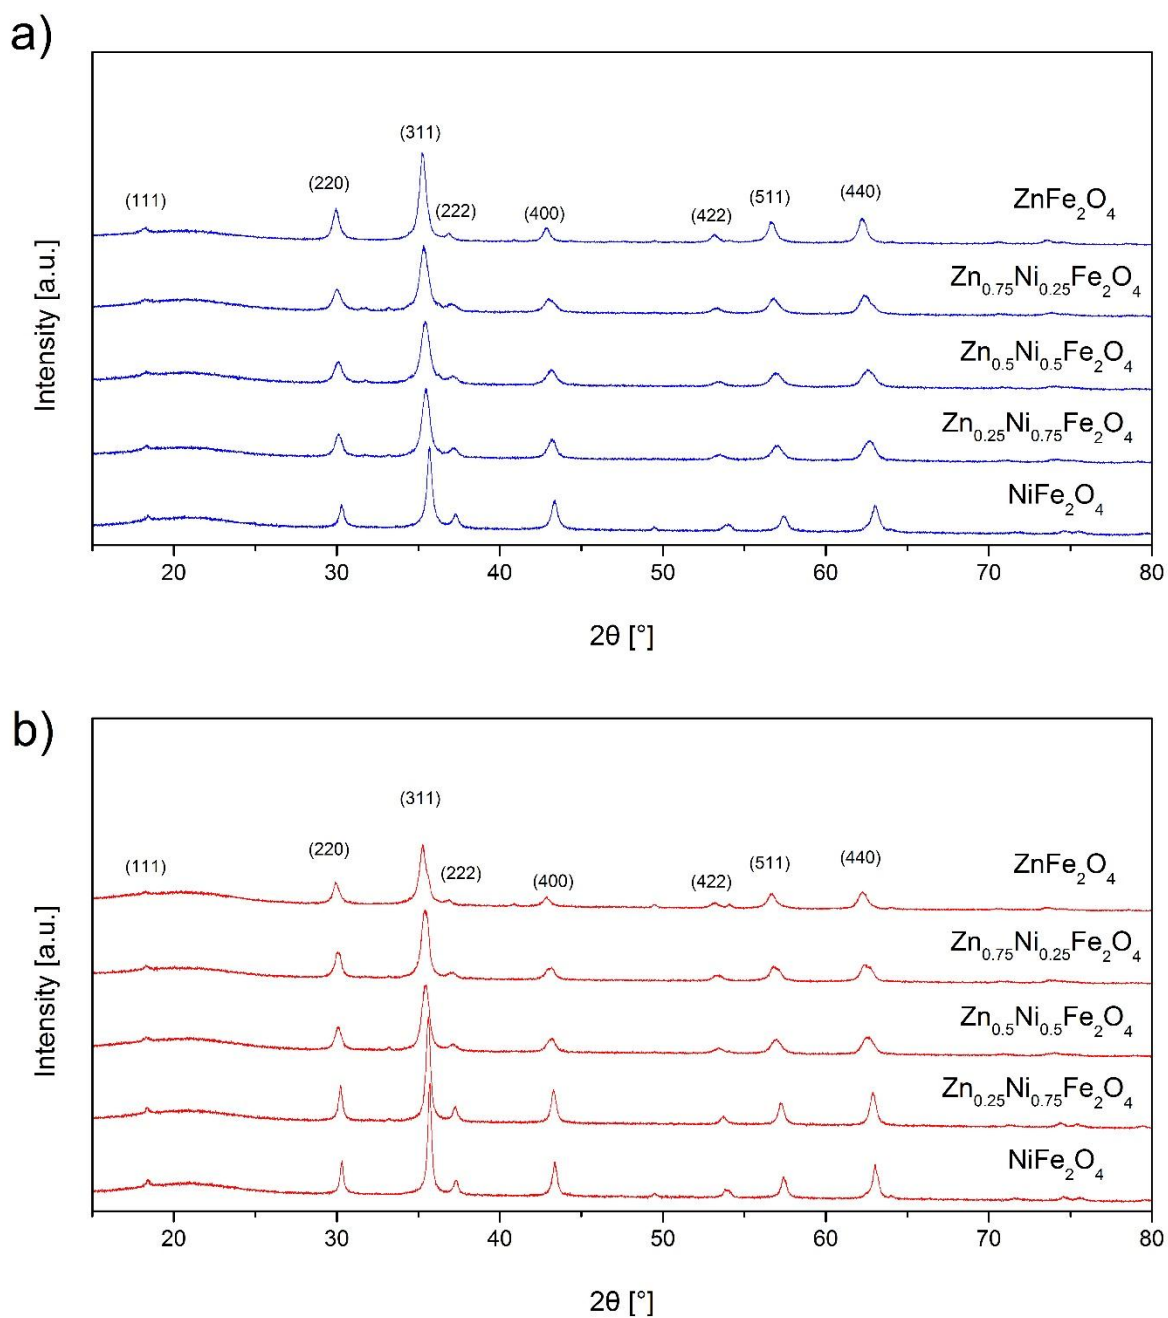 a)
(311)
(220)
(111)
(222)
(400)
(422)
(511)
(440)
ZnFe₂O₄
Zn₀.₇₅Ni₀.₂₅Fe₂O₄
Zn₀.₅Ni₀.₅Fe₂O₄
Zn₀.₂₅Ni₀.₇₅Fe₂O₄
NiFe₂O₄
Intensity [a.u.]
20 30 40 50 60 70 80
2θ [°]
b)
(311)
(220)
(111)
(222)
(400)
(422)
(511)
(440)
ZnFe₂O₄
Zn₀.₇₅Ni₀.₂₅Fe₂O₄
Zn₀.₅Ni₀.₅Fe₂O₄
Zn₀.₂₅Ni₀.₇₅Fe₂O₄
NiFe₂O₄
Intensity [a.u.]
20 30 40 50 60 70 80
2θ [°]